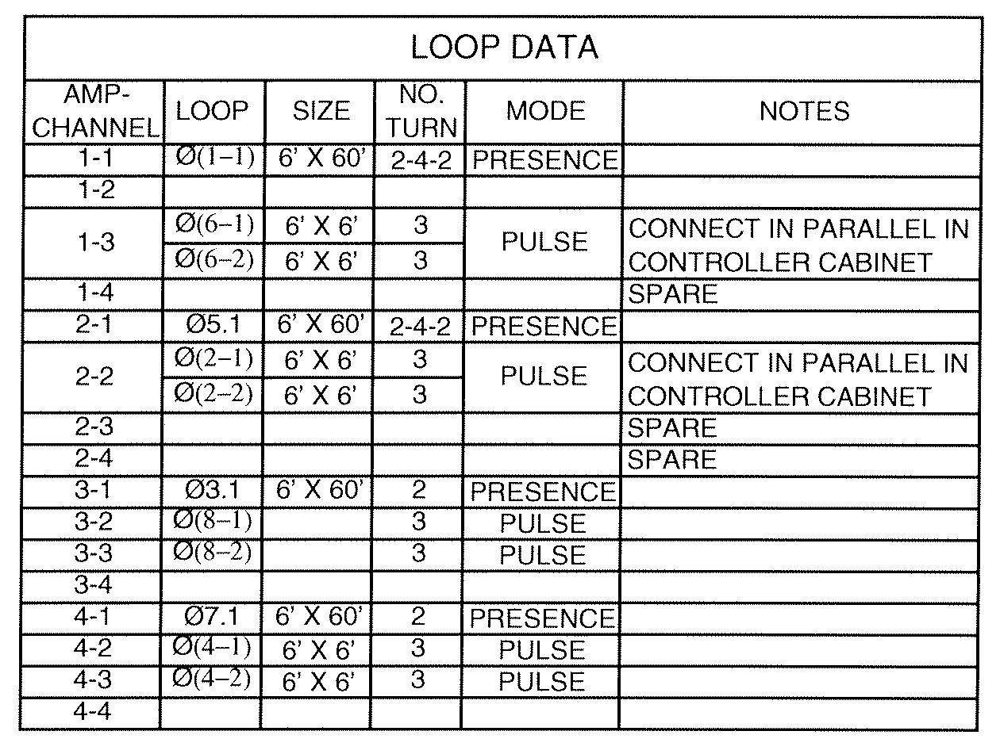 LOOP DATA
AMP-CHANNEL LOOP SIZE NO. TURN MODE NOTES
1-1 Ø(1–1) 6' X 60' 2-4-2 PRESENCE
1-2
1-3 Ø(6–1) 6' X 6' 3 PULSE CONNECT IN PARALLEL IN
Ø(6–2) 6' X 6' 3 CONTROLLER CABINET
1-4 SPARE
2-1 Ø5.1 6' X 60' 2-4-2 PRESENCE
2-2 Ø(2–1) 6' X 6' 3 PULSE CONNECT IN PARALLEL IN
Ø(2–2) 6' X 6' 3 CONTROLLER CABINET
2-3 SPARE
2-4 SPARE
3-1 Ø3.1 6' X 60' 2 PRESENCE
3-2 Ø(8–1) 3 PULSE
3-3 Ø(8–2) 3 PULSE
3-4
4-1 Ø7.1 6' X 60' 2 PRESENCE
4-2 Ø(4–1) 6' X 6' 3 PULSE
4-3 Ø(4–2) 6' X 6' 3 PULSE
4-4